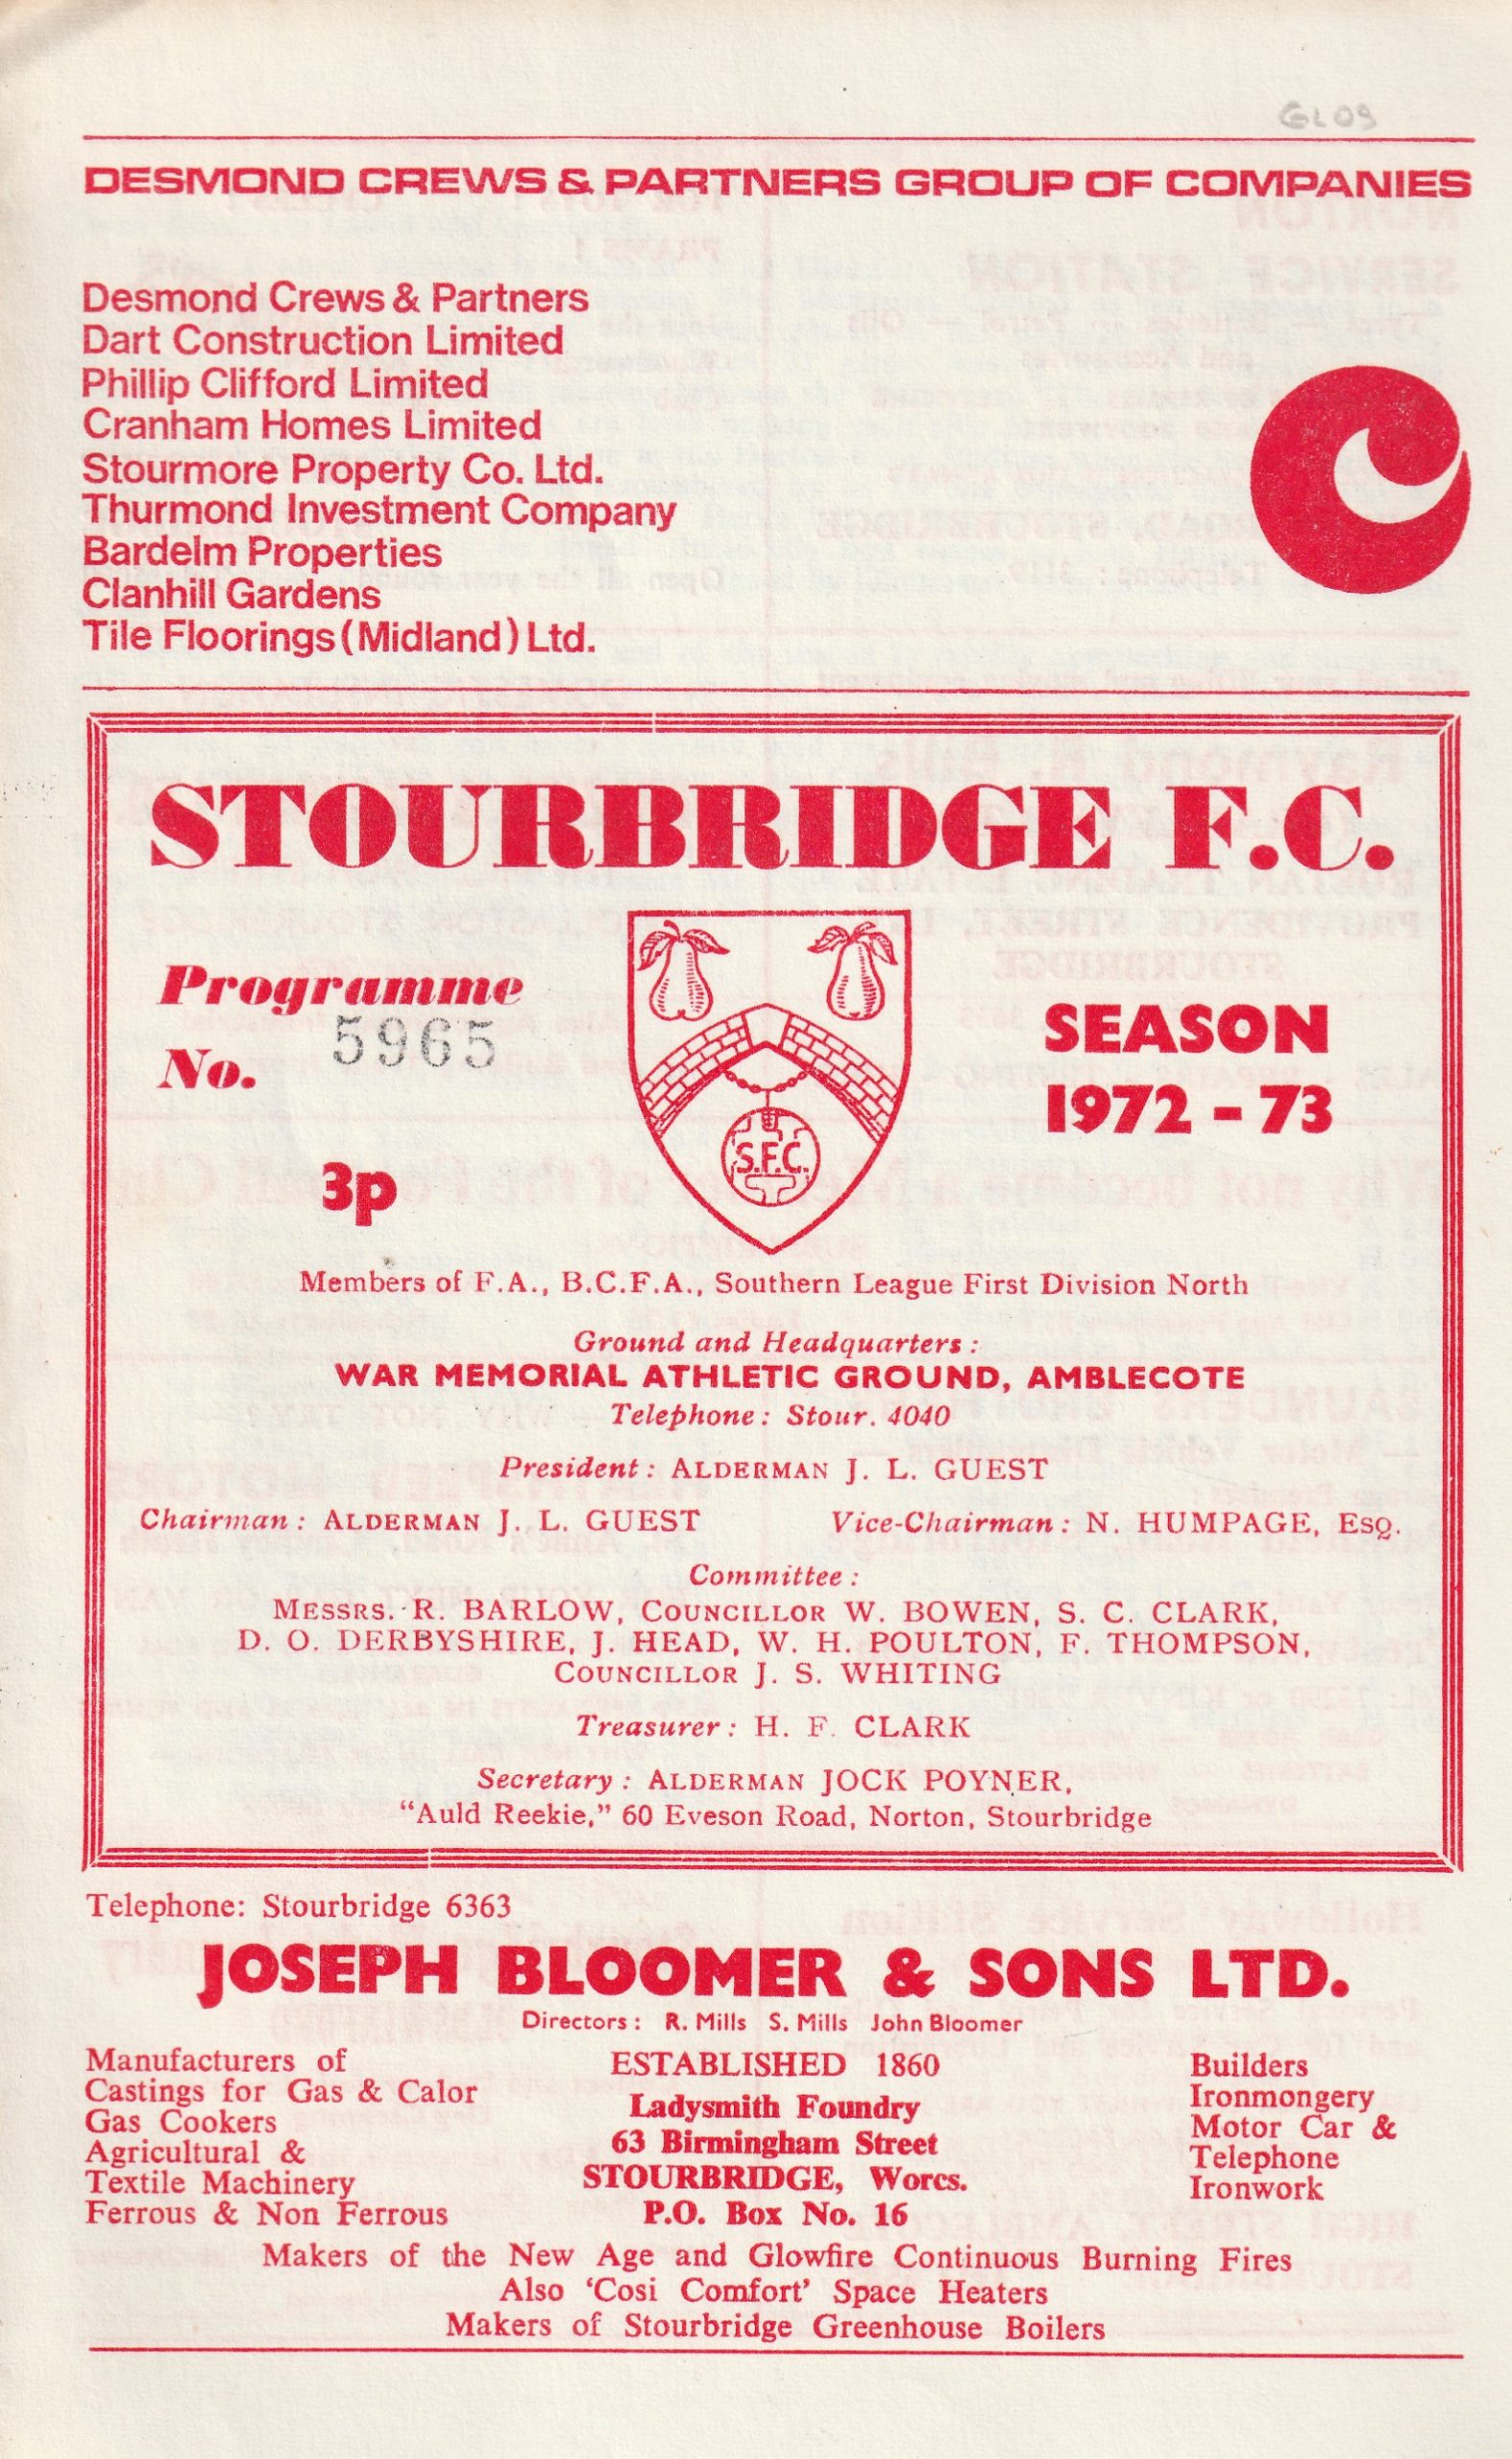 GLOS
DESMOND CREWS & PARTNERS GROUP OF COMPANIES
Desmond Crews & Partners
Dart Construction Limited
Phillip Clifford Limited
Cranham Homes Limited
Stourmore Property Co. Ltd.
Thurmond Investment Company
Bardelm Properties
Clanhill Gardens
Tile Floorings (Midland) Ltd.
STOURBRIDGE F.C.
Programme
No. 5965
3p
S.F.C.
SEASON
1972 - 73
Members of F.A., B.C.F.A., Southern League First Division North
Ground and Headquarters :
WAR MEMORIAL ATHLETIC GROUND, AMBLECOTE
Telephone : Stour. 4040
President : ALDERMAN J. L. GUEST
Chairman : ALDERMAN J. L. GUEST Vice-Chairman : N. HUMPAGE, ESQ.
Committee :
MESSRS. R. BARLOW, COUNCILLOR W. BOWEN, S. C. CLARK,
D. O. DERBYSHIRE, J. HEAD, W. H. POULTON, F. THOMPSON,
COUNCILLOR J. S. WHITING
Treasurer : H. F. CLARK
Secretary : ALDERMAN JOCK POYNER,
“Auld Reekie,” 60 Eveson Road, Norton, Stourbridge
Telephone: Stourbridge 6363
JOSEPH BLOOMER & SONS LTD.
Directors : R. Mills S. Mills John Bloomer
Manufacturers of
Castings for Gas & Calor
Gas Cookers
Agricultural &
Textile Machinery
Ferrous & Non Ferrous
ESTABLISHED 1860
Ladysmith Foundry
63 Birmingham Street
STOURBRIDGE, Worcs.
P.O. Box No. 16
Builders
Ironmongery
Motor Car &
Telephone
Ironwork
Makers of the New Age and Glowfire Continuous Burning Fires
Also ‘Cosi Comfort’ Space Heaters
Makers of Stourbridge Greenhouse Boilers